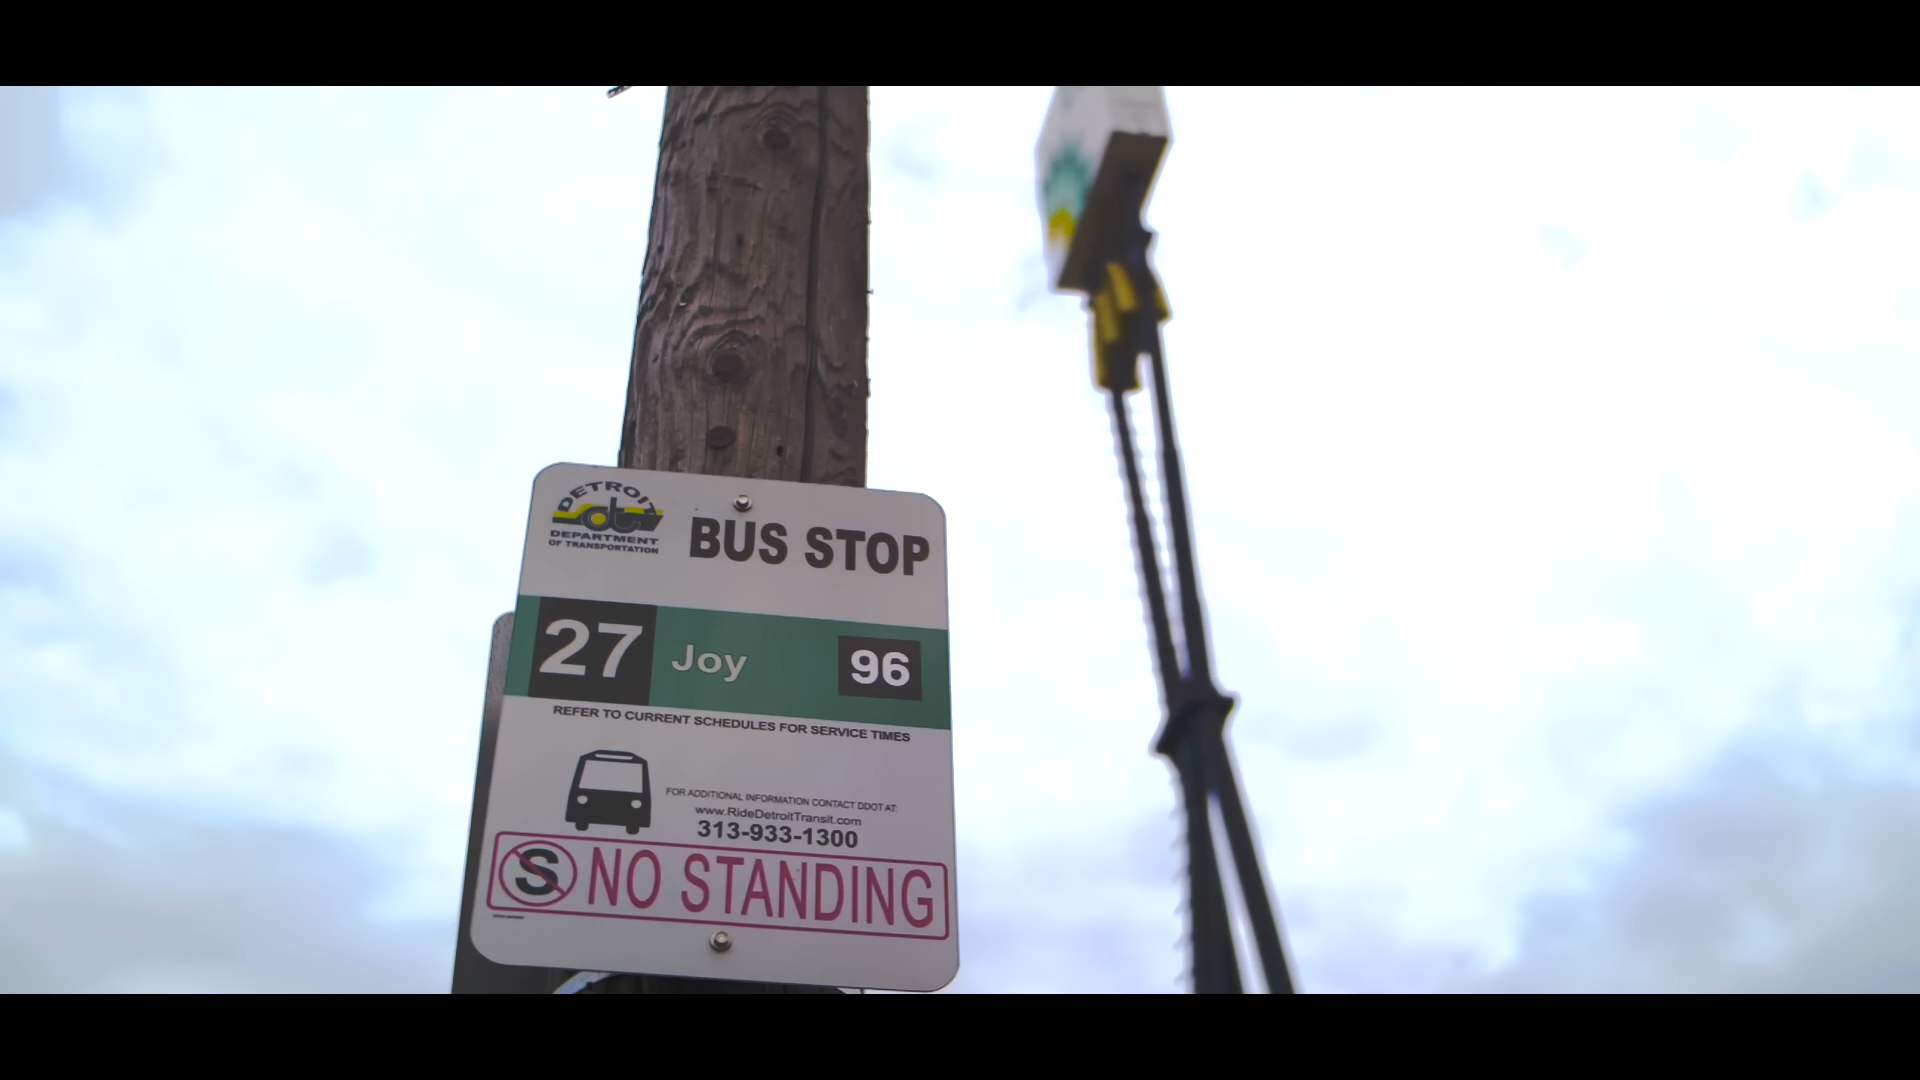 DETROIT
dt
DEPARTMENT
OF TRANSPORTATION
BUS STOP
27 Joy 96
REFER TO CURRENT SCHEDULES FOR SERVICE TIMES
FOR ADDITIONAL INFORMATION CONTACT DDOT AT:
www.RideDetroitTransit.com
313-933-1300
S NO STANDING